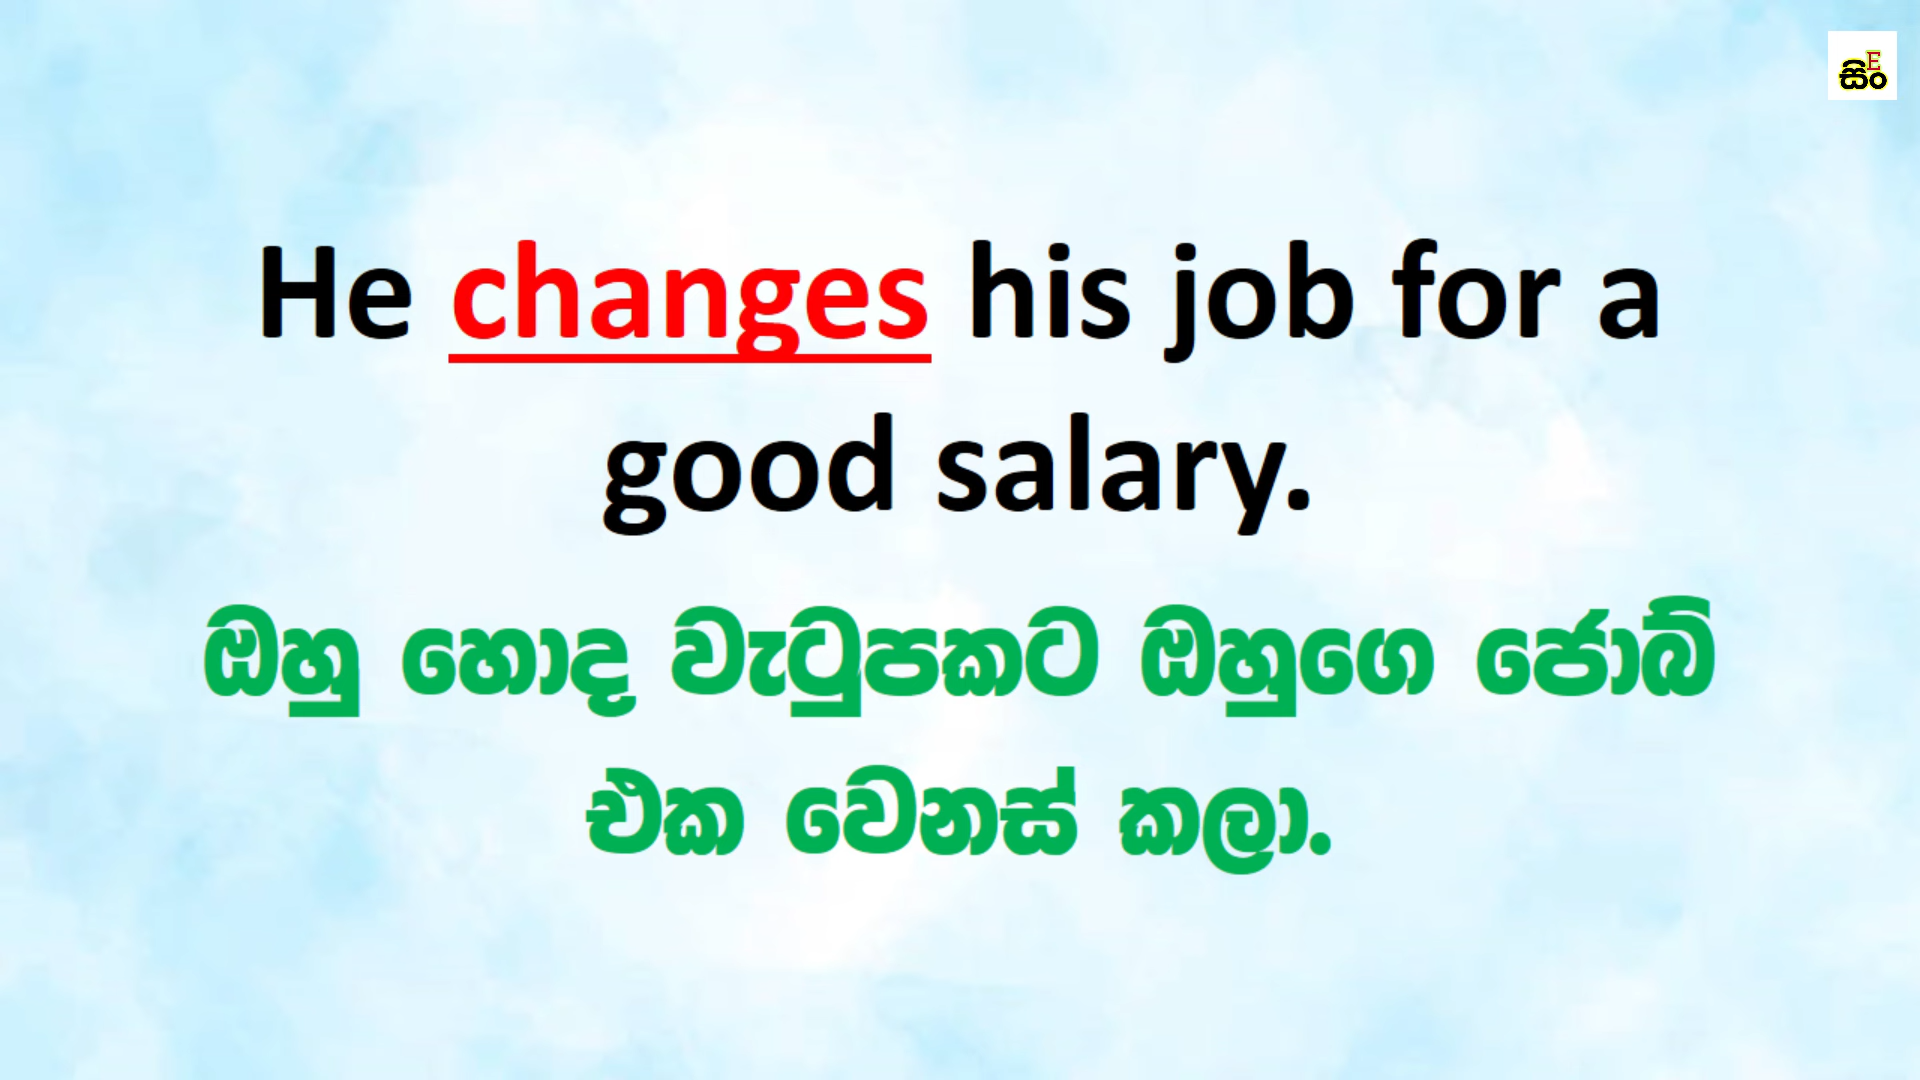 සිං
E
He changes his job for a
good salary.
ඔහු හොද වැටුපකට ඔහුගෙ ජොබ්
එක වෙනස් කලා.